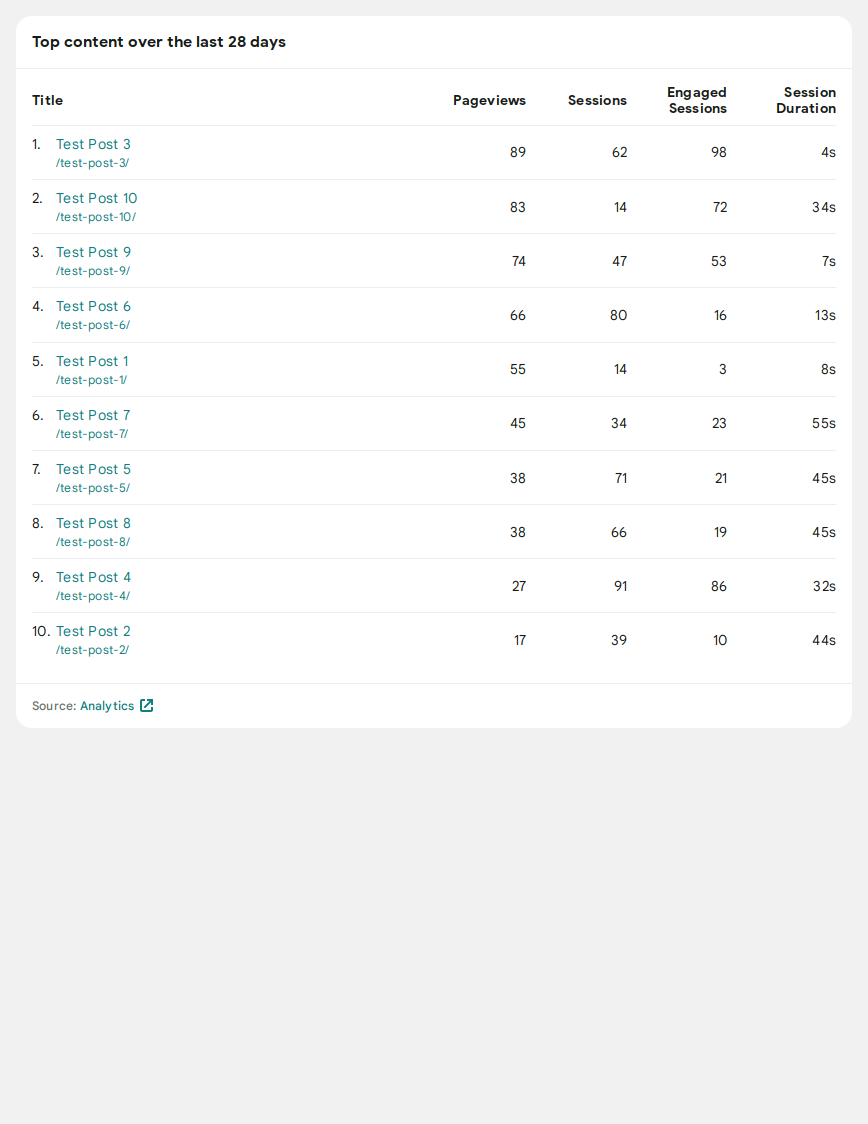 Top content over the last 28 days
Title Pageviews Sessions Engaged Sessions Session Duration
1. Test Post 3 89 62 98 4s
/test-post-3/
2. Test Post 10 83 14 72 34s
/test-post-10/
3. Test Post 9 74 47 53 7s
/test-post-9/
4. Test Post 6 66 80 16 13s
/test-post-6/
5. Test Post 1 55 14 3 8s
/test-post-1/
6. Test Post 7 45 34 23 55s
/test-post-7/
7. Test Post 5 38 71 21 45s
/test-post-5/
8. Test Post 8 38 66 19 45s
/test-post-8/
9. Test Post 4 27 91 86 32s
/test-post-4/
10. Test Post 2 17 39 10 44s
/test-post-2/
Source: Analytics